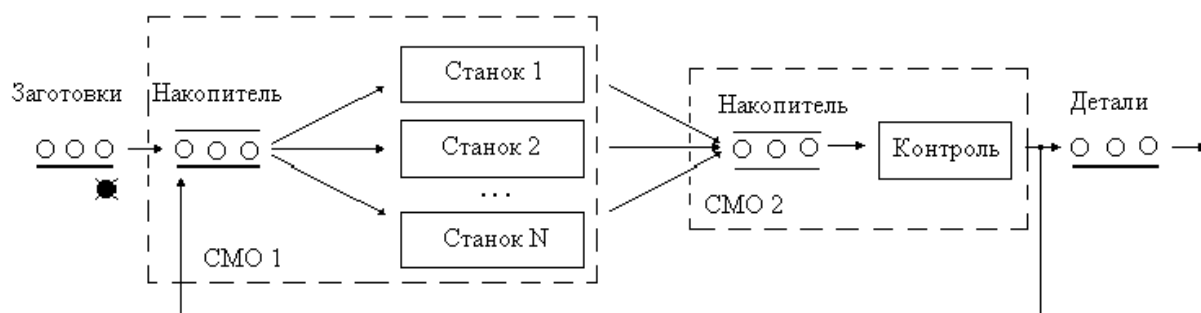 Заготовки
Накопитель
Станок 1
Станок 2
...
Станок N
СМО 1
Накопитель
Контроль
СМО 2
Детали